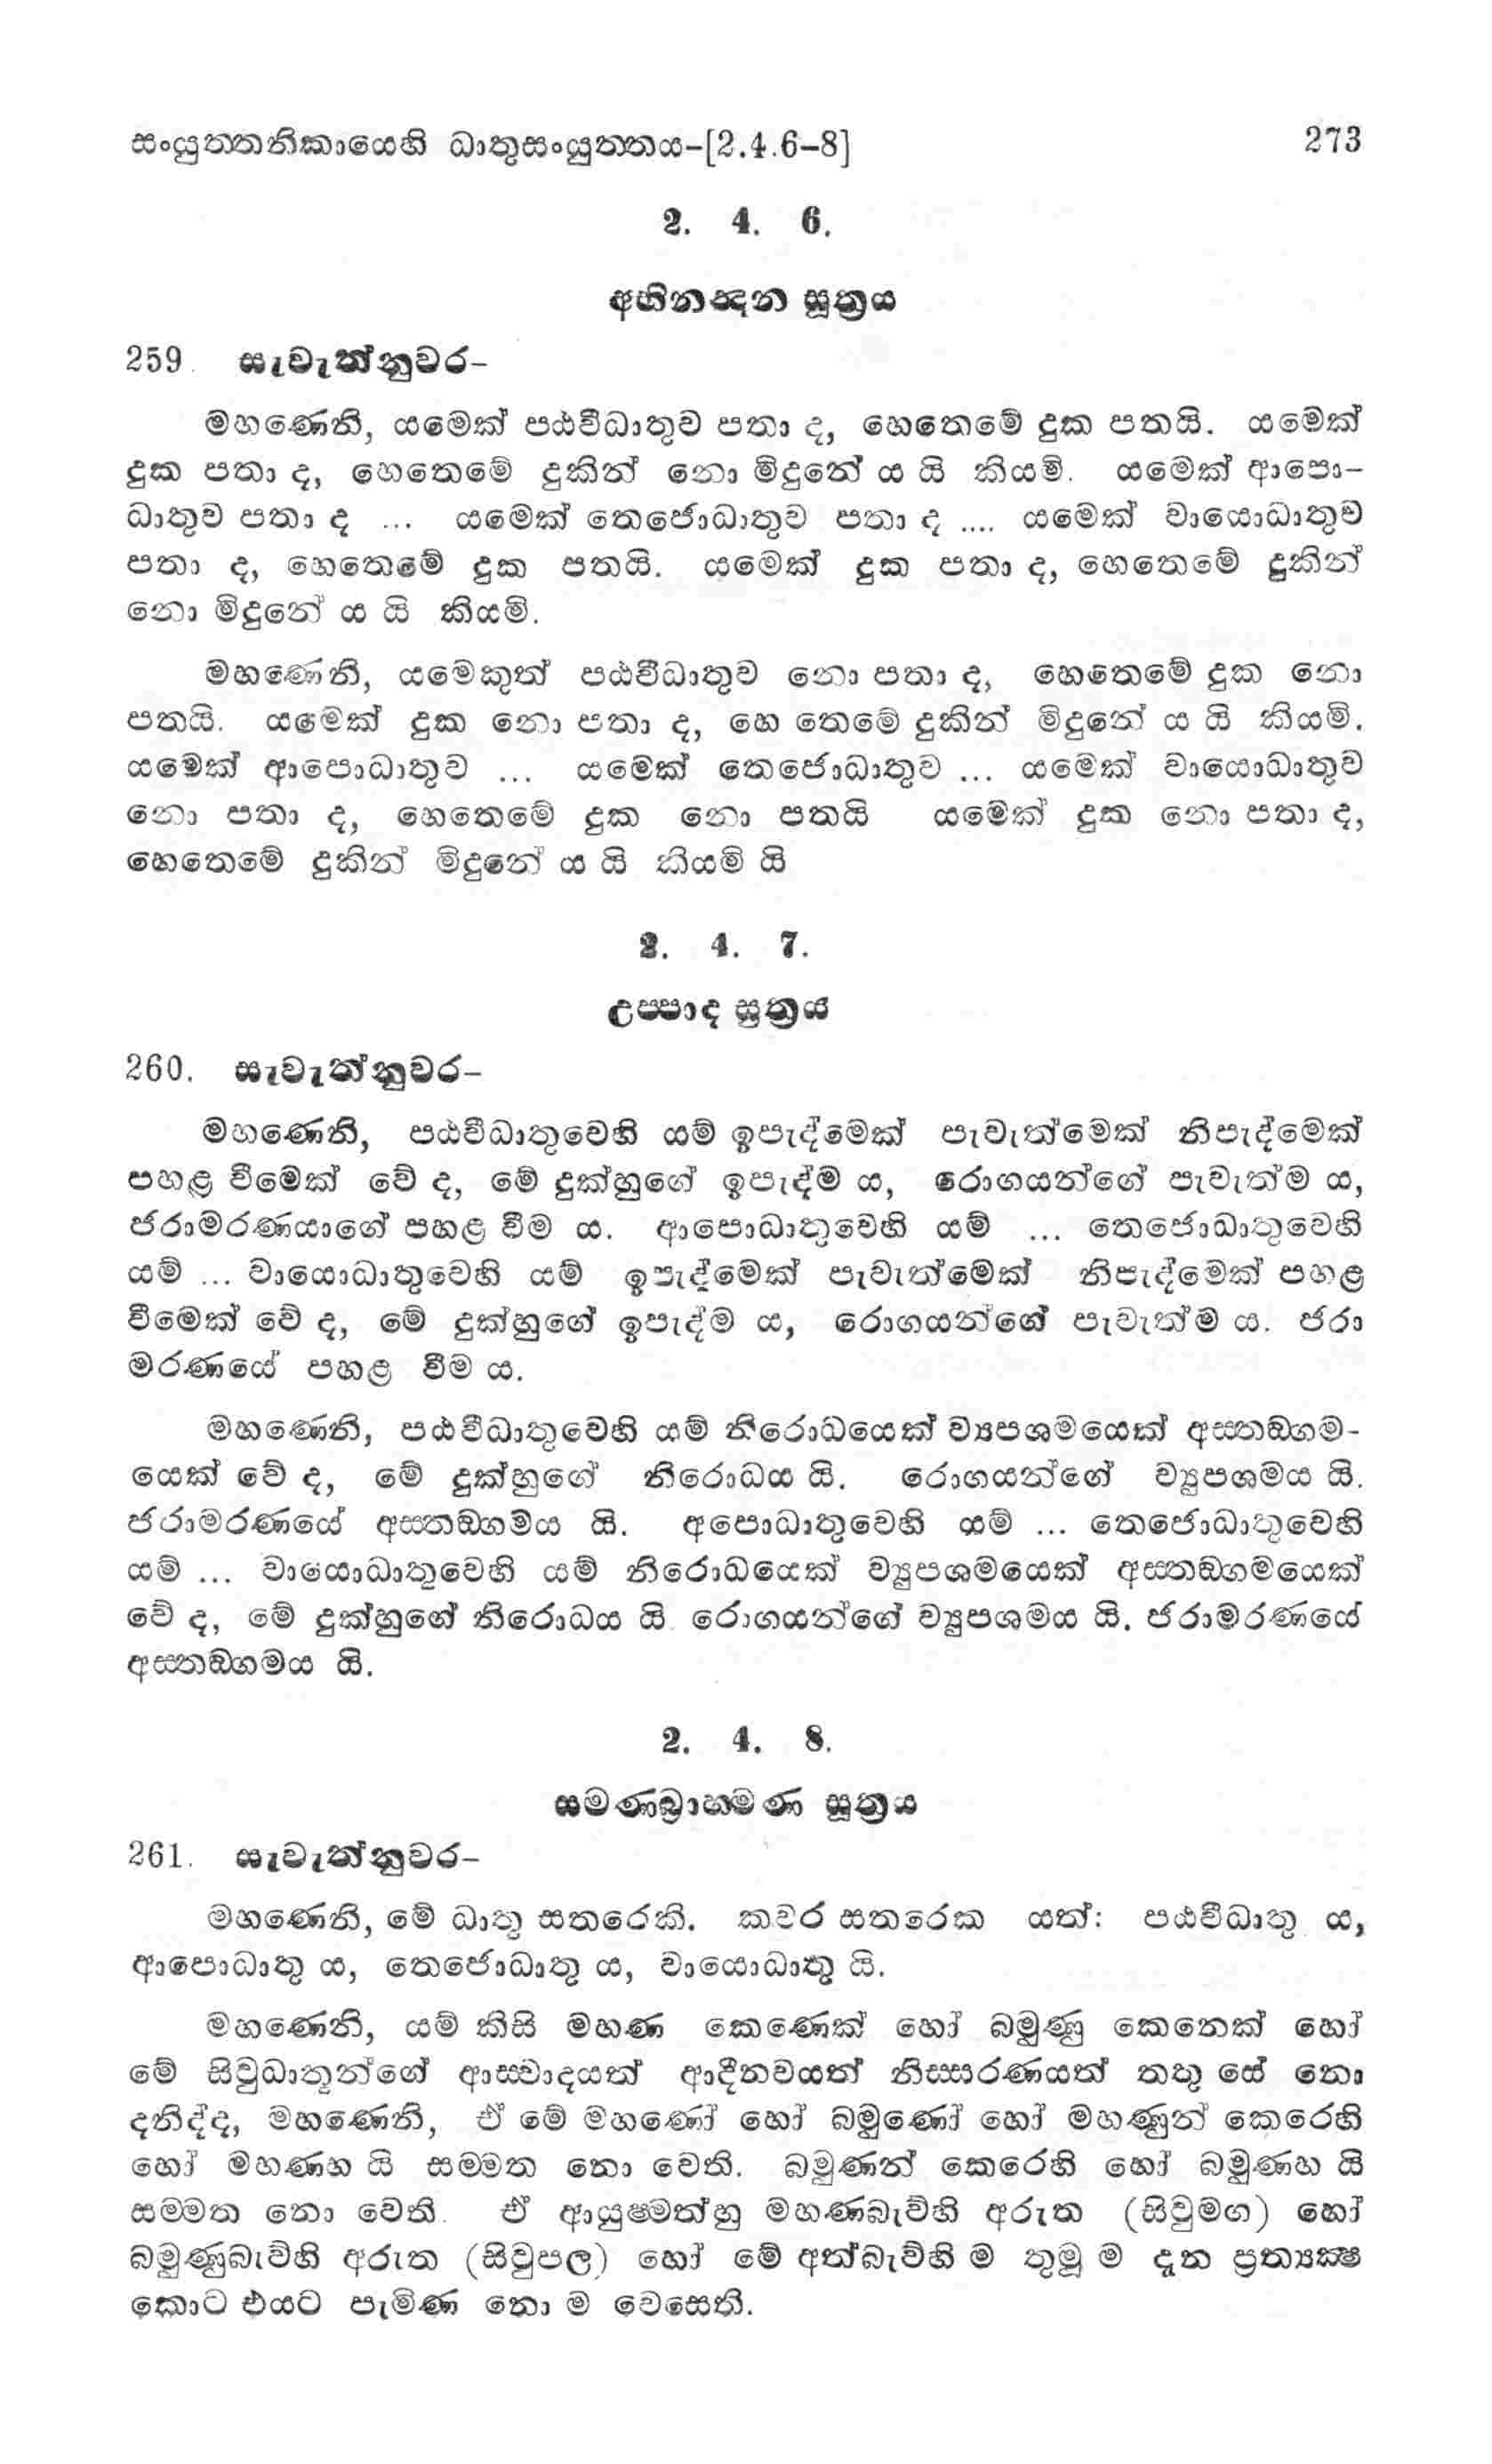 සංයුත්තනිකායෙහි ධාතුසංයුත්තය-[2.4.6-8] 273
2. 4. 6.
අභිනන්දන සූත්‍රය
259. සැවැත්නුවර-
මහණෙනි, යමෙක් පඨවීධාතුව පතා ද, හෙතෙමේ දුක පතයි. යමෙක්
දුක පතා ද, හෙතෙමේ දුකින් නො මිදුනේ ය යි කියමි. යමෙක් ආපො-
ධාතුව පතා ද ... යමෙක් තෙජොධාතුව පතා ද .... යමෙක් වායොධාතුව
පතා ද, හෙතෙමේ දුක පතයි. යමෙක් දුක පතා ද, හෙතෙමේ දුකින්
නො මිදුනේ ය යි කියමි.
මහණෙනි, යමෙකුත් පඨවීධාතුව නො පතා ද, හෙතෙමේ දුක නො
පතයි. යමෙක් දුක නො පතා ද, හෙ තෙමේ දුකින් මිදුනේ ය යි කියමි.
යමෙක් ආපොධාතුව ... යමෙක් තෙජොධාතුව ... යමෙක් වායොධාතුව
නො පතා ද, හෙතෙමේ දුක නො පතයි යමෙක් දුක නො පතා ද,
හෙතෙමේ දුකින් මිදුනේ ය යි කියමි යි
2. 4. 7.
උප්පාද සූත්‍රය
260. සැවැත්නුවර-
මහණෙනි, පඨවීධාතුවෙහි යම් ඉපැද්මෙක් පැවැත්මෙක් නිපැද්මෙක්
පහළ වීමෙක් වේ ද, මේ දුක්හුගේ ඉපැද්ම ය, රොගයන්ගේ පැවැත්ම ය,
ජරාමරණයාගේ පහළ වීම ය. ආපොධාතුවෙහි යම් ... තෙජොධාතුවෙහි
යම් ... වායොධාතුවෙහි යම් ඉපැද්මෙක් පැවැත්මෙක් නිපැද්මෙක් පහළ
වීමෙක් වේ ද, මේ දුක්හුගේ ඉපැද්ම ය, රොගයන්ගේ පැවැත්ම ය. ජරා
මරණයේ පහළ වීම ය.
මහණෙනි, පඨවීධාතුවෙහි යම් නිරොධයෙක් ව්‍යපශමයෙක් අස්තඞ්ගම-
යෙක් වේ ද, මේ දුක්හුගේ නිරොධය යි. රොගයන්ගේ ව්‍යුපශමය යි.
ජරාමරණයේ අස්තඞ්ගමය යි. අපොධාතුවෙහි යම් ... තෙජොධාතුවෙහි
යම් ... වායොධාතුවෙහි යම් නිරොධයෙක් ව්‍යුපශමයෙක් අස්තඞ්ගමයෙක්
වේ ද, මේ දුක්හුගේ නිරොධය යි. රොගයන්ගේ ව්‍යුපශමය යි. ජරාමරණයේ
අස්තඞ්ගමය යි.
2. 4. 8.
සමණබ්‍රාහ්මණ සූත්‍රය
261. සැවැත්නුවර-
මහණෙනි, මේ ධාතු සතරෙකි. කවර සතරෙක යත්: පඨවීධාතු ය,
ආපොධාතු ය, තෙජොධාතු ය, වායොධාතු යි.
මහණෙනි, යම් කිසි මහණ කෙණෙක් හෝ බමුණු කෙනෙක් හෝ
මේ සිවුධාතූන්ගේ ආස්වාදයත් ආදීනවයත් නිස්සරණයත් තතු සේ නො
දනිද්ද, මහණෙනි, ඒ මේ මහණෝ හෝ බමුණෝ හෝ මහණුන් කෙරෙහි
හෝ මහණහ යි සම්මත නො වෙති. බමුණන් කෙරෙහි හෝ බමුණහ යි
සම්මත නො වෙති. ඒ ආයුෂ්මත්හු මහණබැව්හි අරුත (සිවුමඟ) හෝ
බමුණුබැව්හි අරුත (සිවුපල) හෝ මේ අත්බැව්හි ම තුමූ ම දැන ප්‍රත්‍යක්ෂ
කොට එයට පැමිණ නො ම වෙසෙති.